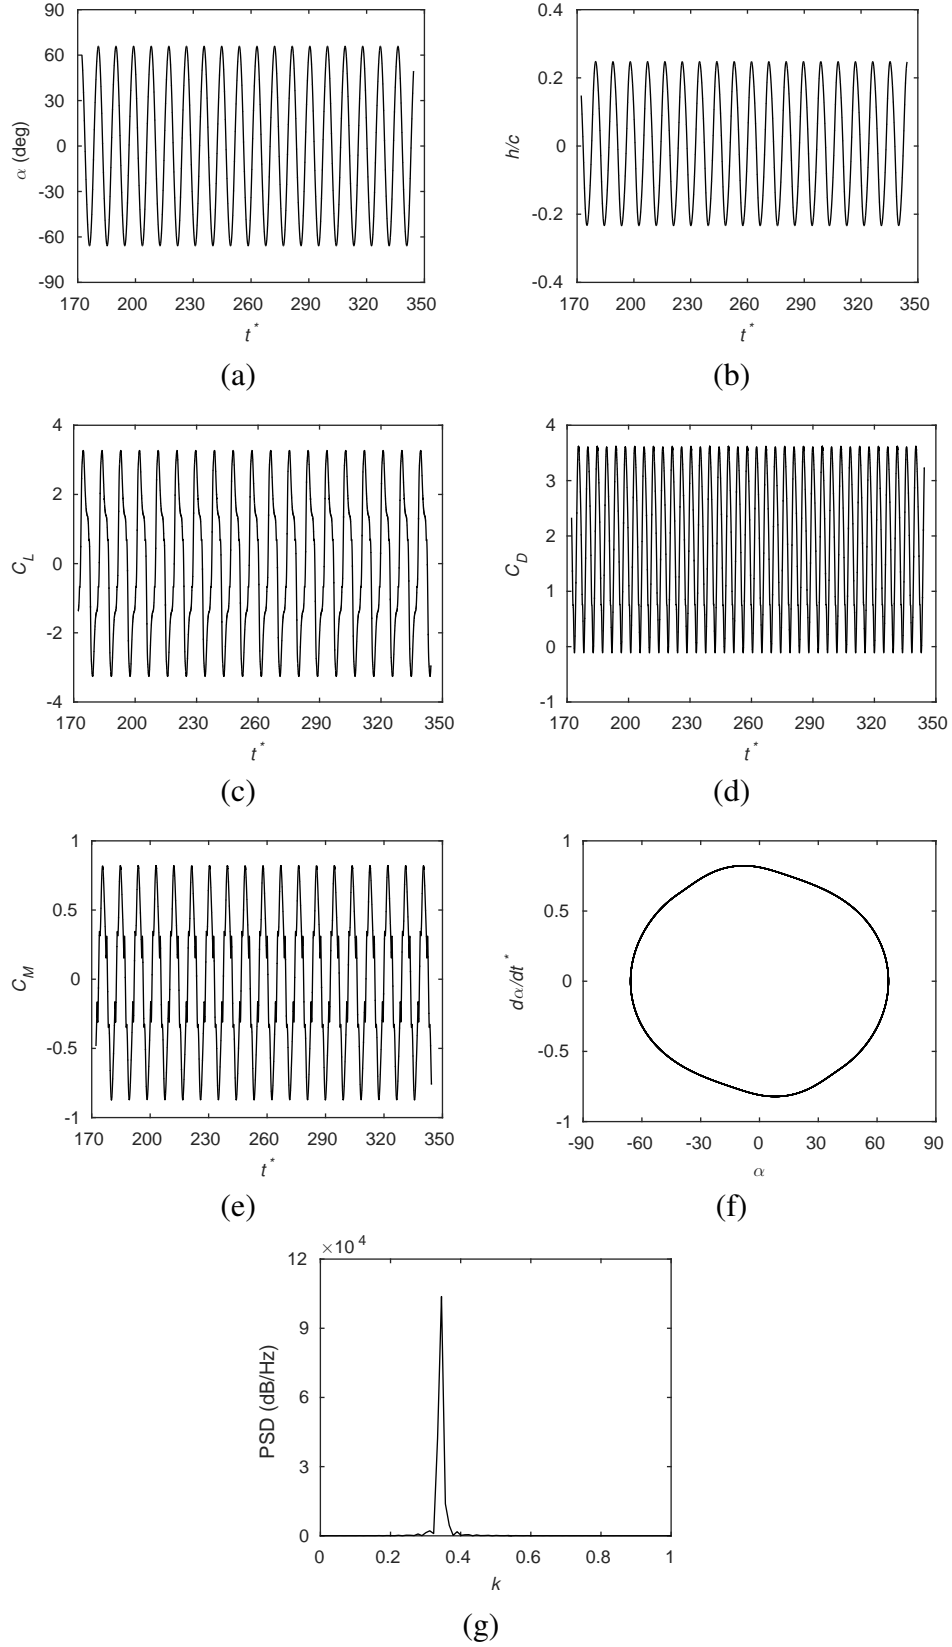 90
60
30
0
-30
-60
-90
α (deg)
170 200 230 260 290 320 350
t*
(a)
0.4
0.2
0
-0.2
-0.4
h/c
170 200 230 260 290 320 350
t*
(b)
4
2
0
-2
-4
C_L
170 200 230 260 290 320 350
t*
(c)
4
3
2
1
0
-1
C_D
170 200 230 260 290 320 350
t*
(d)
1
0.5
0
-0.5
-1
C_M
170 200 230 260 290 320 350
t*
(e)
1
0.5
0
-0.5
-1
dα/dt*
-90 -60 -30 0 30 60 90
α
(f)
×10^4
12
9
6
3
0
PSD (dB/Hz)
0 0.2 0.4 0.6 0.8 1
k
(g)